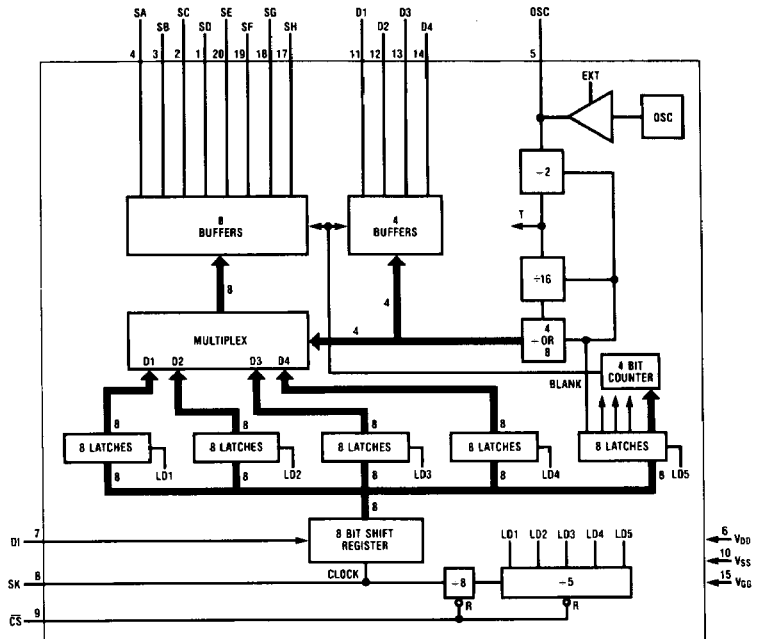 SA SC SE SG D1 D3 OSC
SB SD SF SH D2 D4
4 3 2 1 20 19 18 17 11 12 13 14 5
EXT
OSC
÷2
8
BUFFERS
4
BUFFERS
T
÷16
8
4
MULTIPLEX
4
4
÷ OR
8
D1 D2 D3 D4
BLANK
4 BIT
COUNTER
8 8 8 8
8 LATCHES 8 LATCHES 8 LATCHES 8 LATCHES 8 LATCHES
LD1 LD2 LD3 LD4 LD5
8 8 8 8 8
8
DI 7
8 BIT SHIFT
REGISTER
LD1 LD2 LD3 LD4 LD5
6 VDD
10 VSS
15 VGG
SK 8
CLOCK
÷8
÷5
R R
CS 9